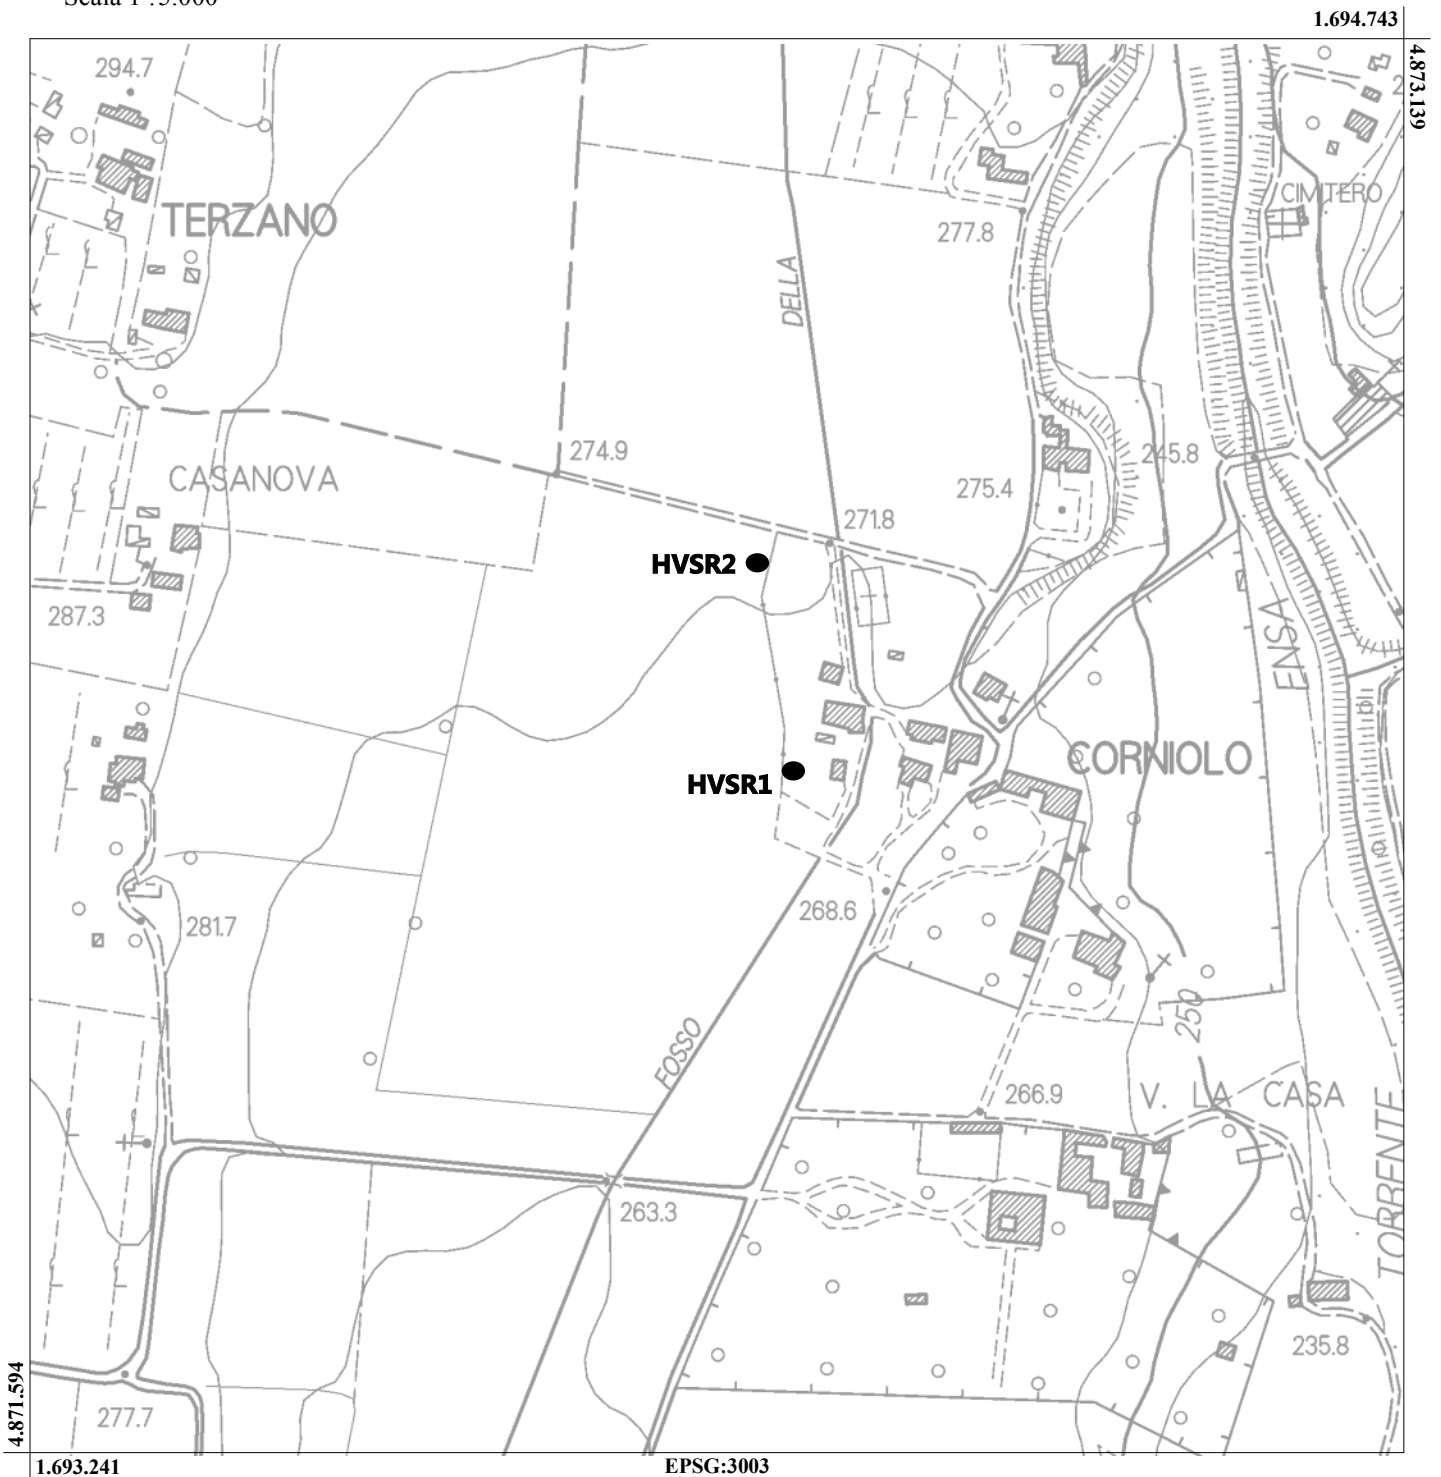 Scala 1 :5.000
1.694.743
4.873.139
294.7
CIMITERO
TERZANO
277.8
DELLA
274.9
245.8
CASANOVA
275.4
271.8
HVSR2
287.3
ENSA
CORNIOLO
HVSR1
268.6
281.7
250
FOSSO
266.9
V. LA CASA
TORRENTE
263.3
235.8
4.871.594
277.7
1.693.241
EPSG:3003